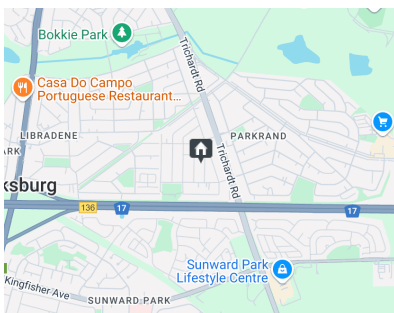 Bokkie Park
Trichardt Rd
Casa Do Campo
Portuguese Restaurant...
LIBRADENE
PARKRAND
ARK
Trichardt Rd
ksburg
136
17
17
Sunward Park
Lifestyle Centre
Kingfisher Ave
SUNWARD PARK